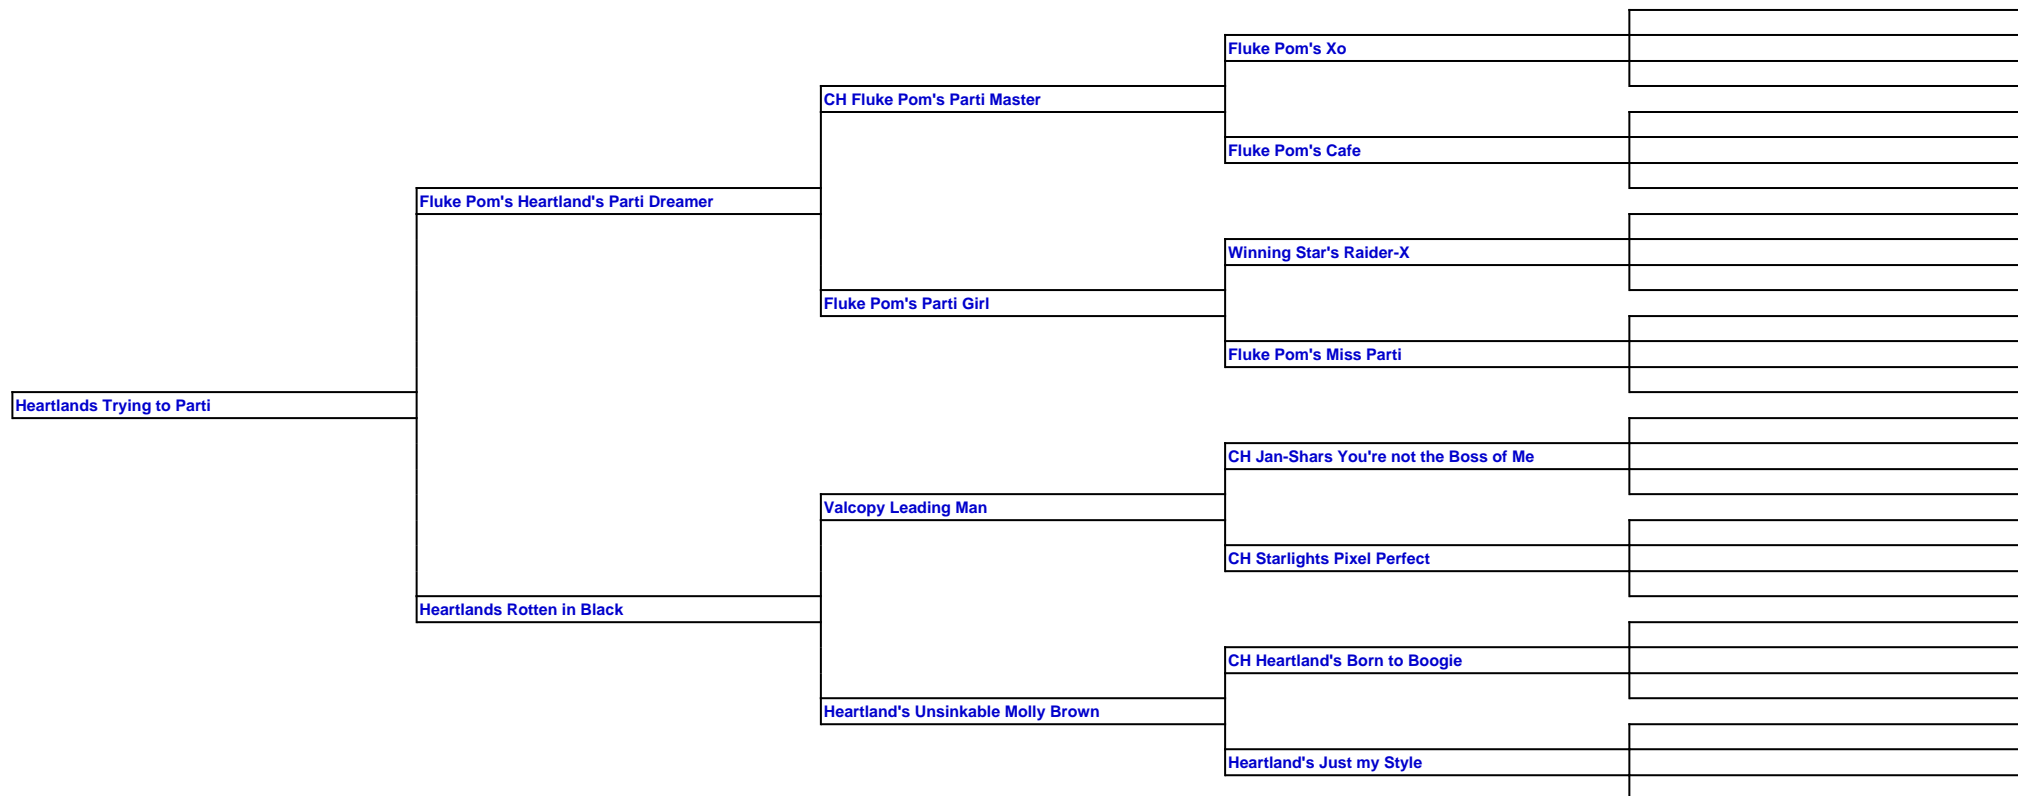 Fluke Pom's Xo
CH Fluke Pom's Parti Master
Fluke Pom's Cafe
Fluke Pom's Heartland's Parti Dreamer
Winning Star's Raider-X
Fluke Pom's Parti Girl
Fluke Pom's Miss Parti
Heartlands Trying to Parti
CH Jan-Shars You're not the Boss of Me
Valcopy Leading Man
CH Starlights Pixel Perfect
Heartlands Rotten in Black
CH Heartland's Born to Boogie
Heartland's Unsinkable Molly Brown
Heartland's Just my Style